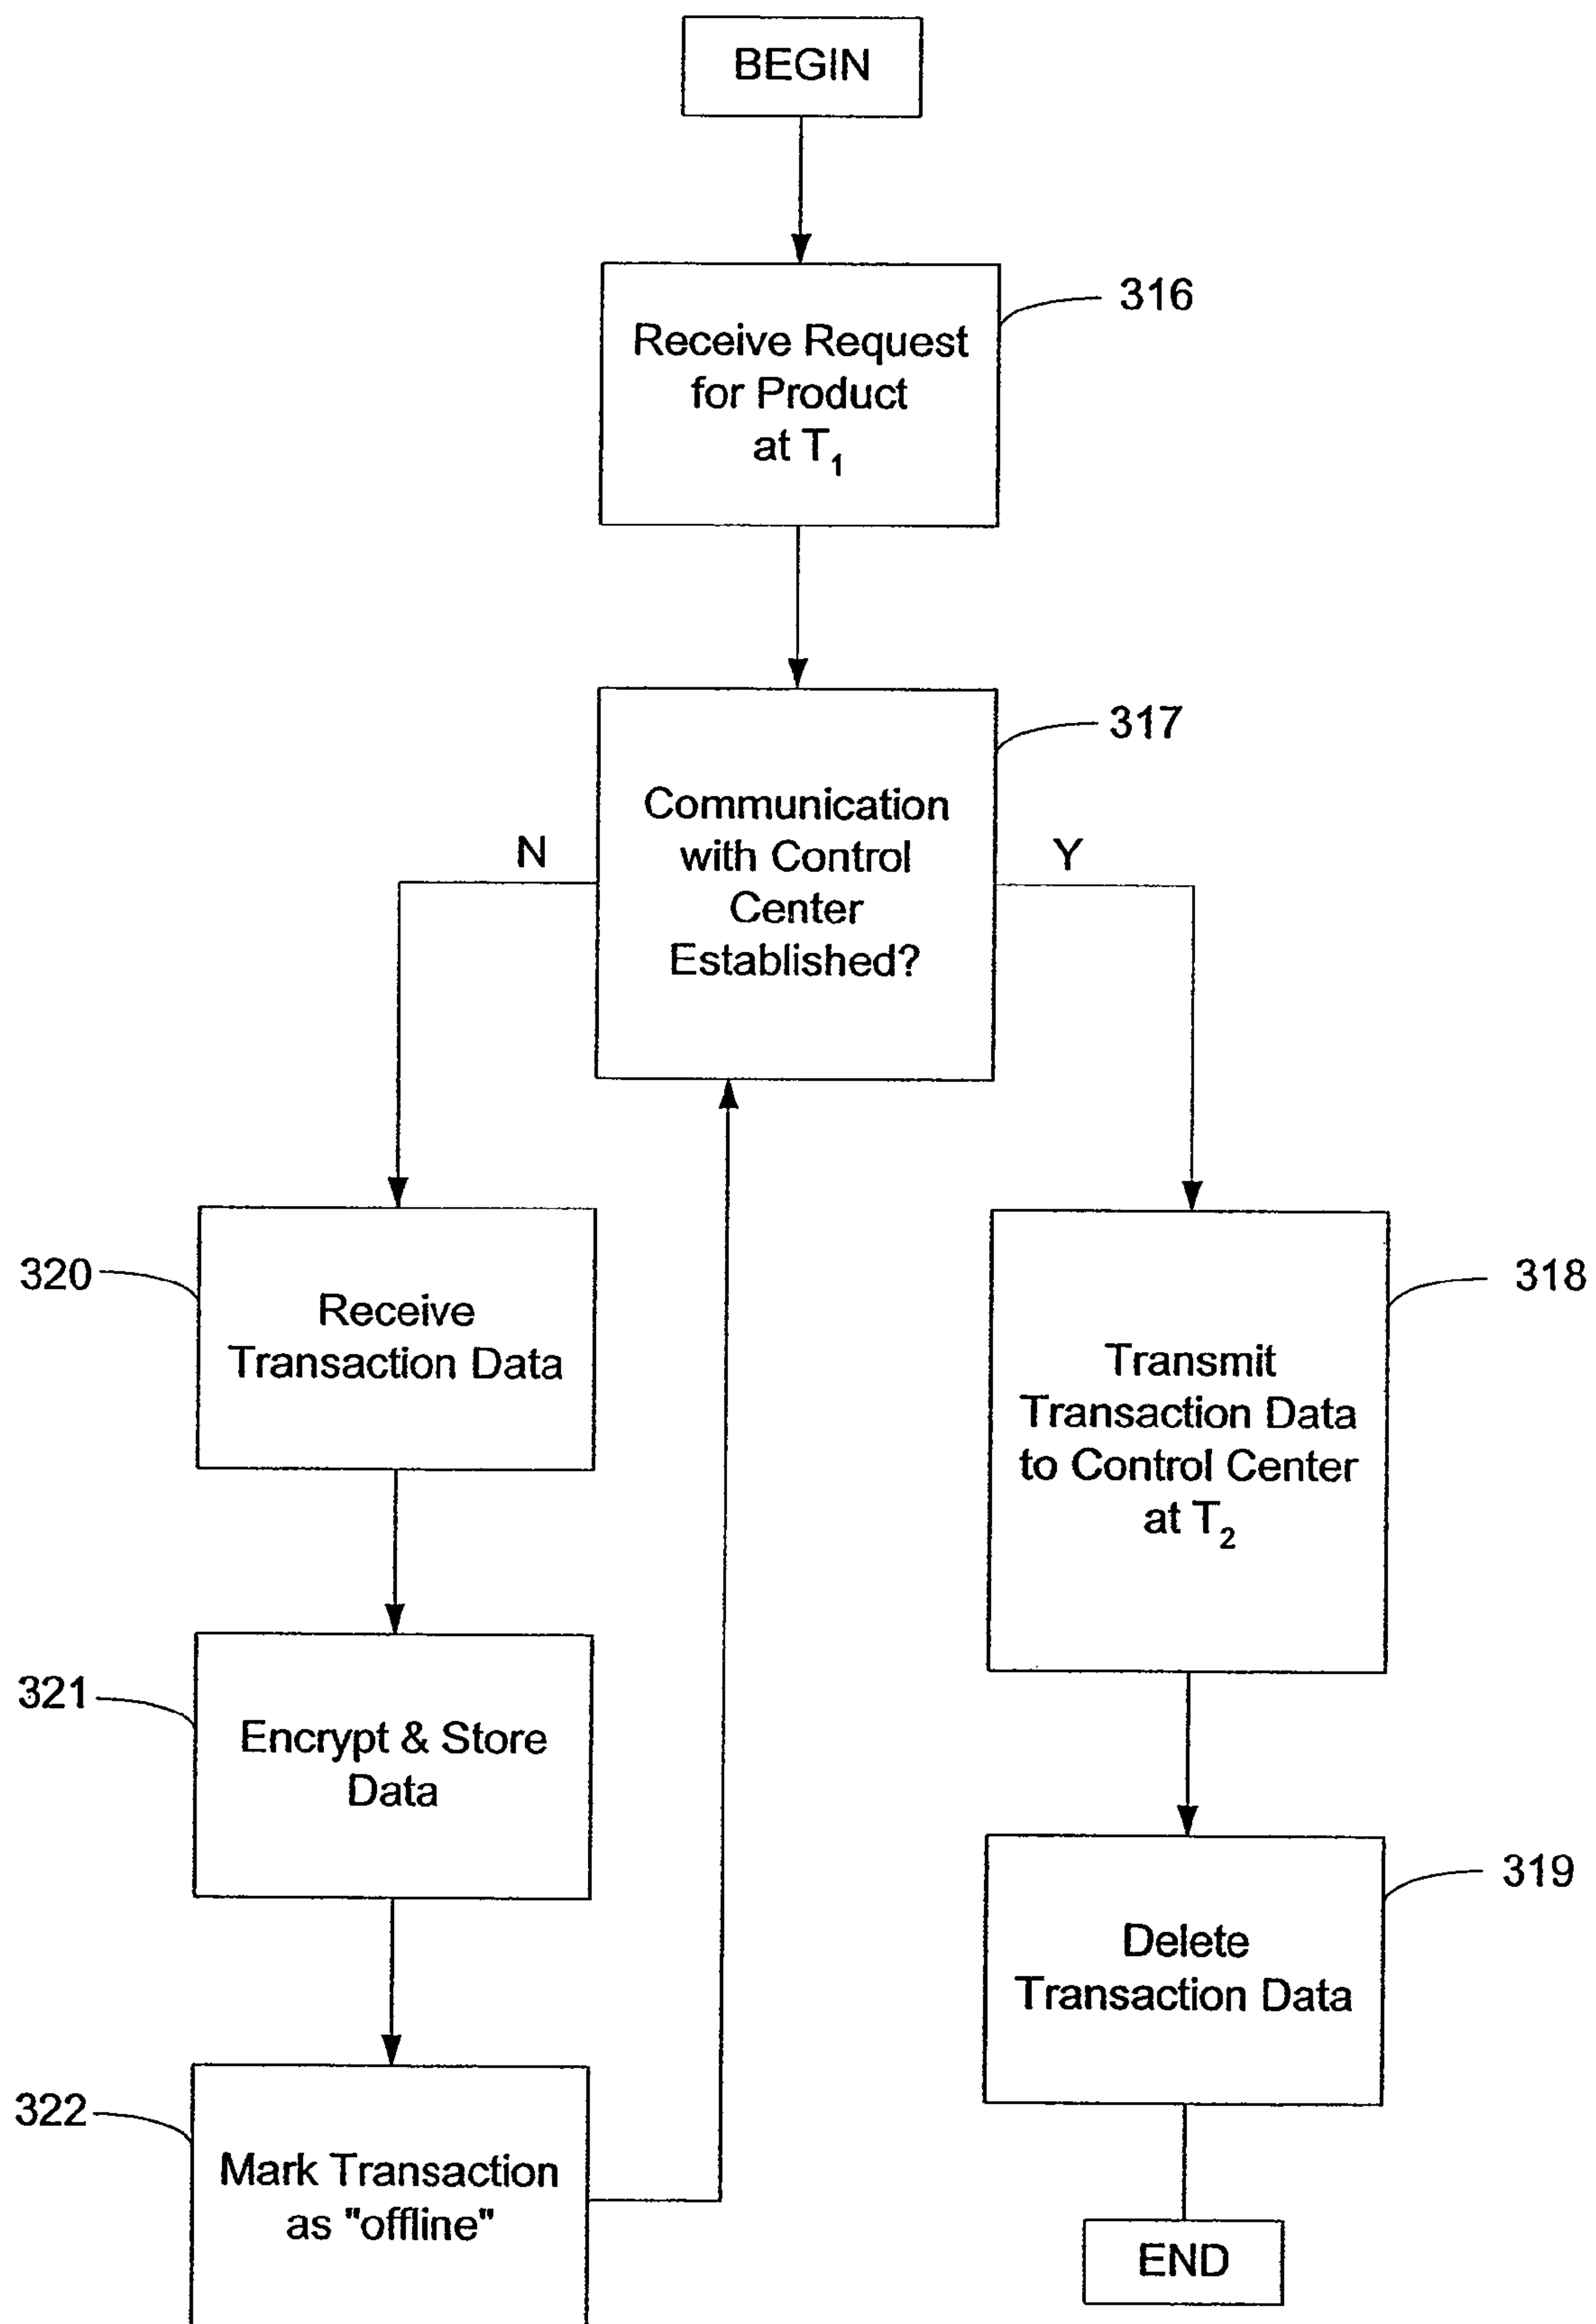 BEGIN
316
Receive Request
for Product
at T₁
317
Communication
with Control
Center
Established?
N
Y
320
Receive
Transaction Data
318
Transmit
Transaction Data
to Control Center
at T₂
321
Encrypt & Store
Data
319
Delete
Transaction Data
322
Mark Transaction
as "offline"
END